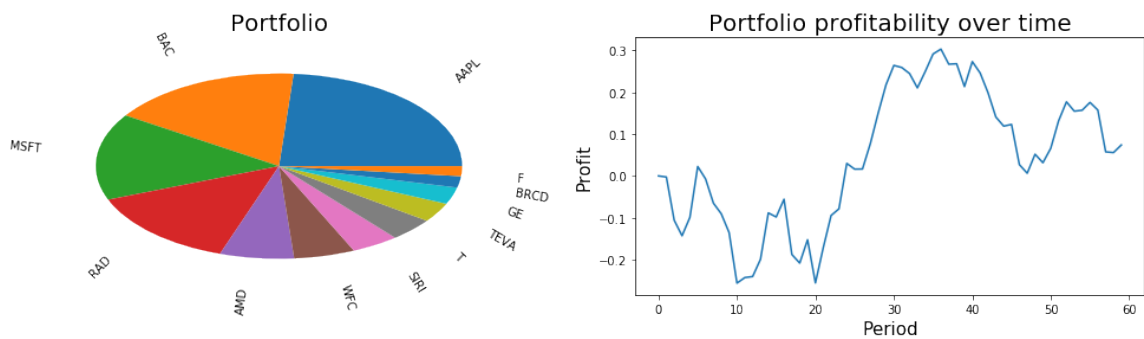 Portfolio
BAC
AAPL
MSFT
RAD
AMD
WFC
SIRI
T
TEVA
GE
BRCD
F
Portfolio profitability over time
Profit
0.3
0.2
0.1
0.0
−0.1
−0.2
0 10 20 30 40 50 60
Period